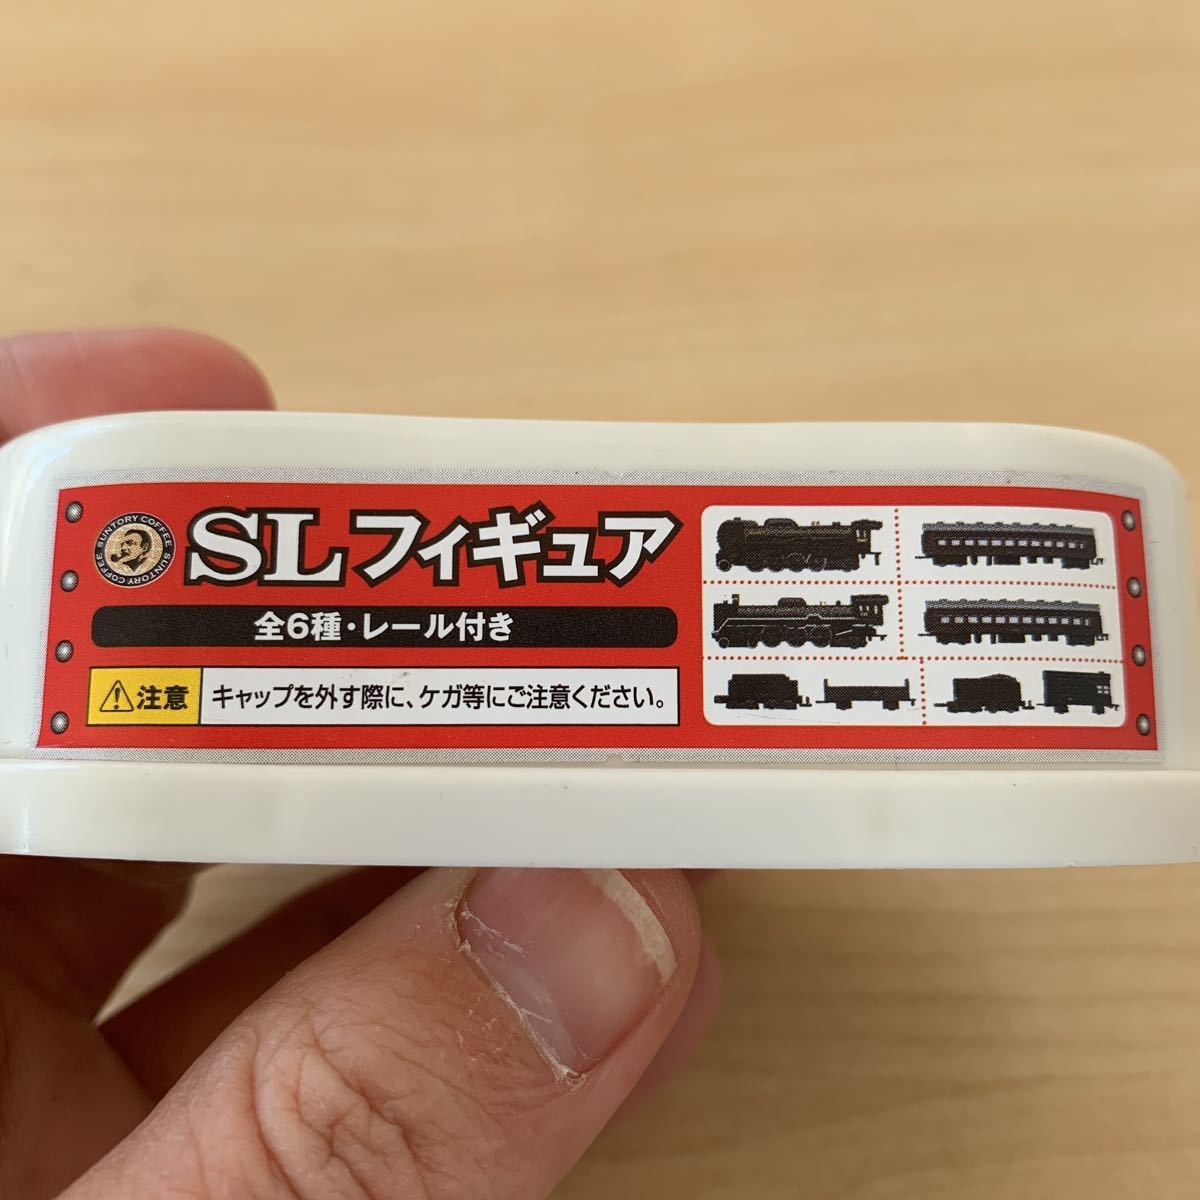 SUNTORY COFFEE SUNTORY COFFEE
SLフィギュア
全6種・レール付き
注意 キャップを外す際に、ケガ等にご注意ください。